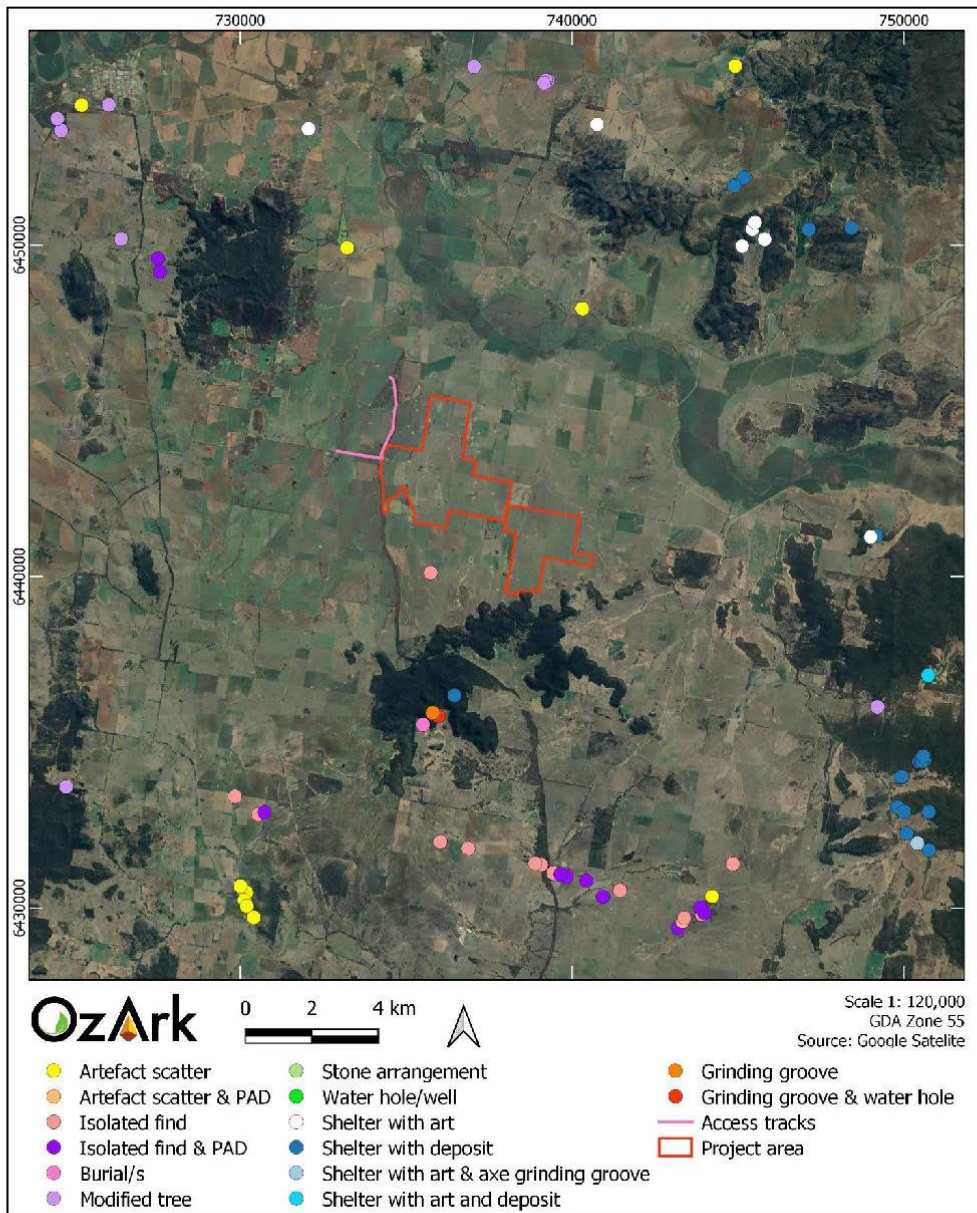 730000 740000 750000
6450000
6440000
6430000
OzArk
0 2 4 km
Scale 1: 120,000
GDA Zone 55
Source: Google Satelite
Artefact scatter
Artefact scatter & PAD
Isolated find
Isolated find & PAD
Burial/s
Modified tree
Stone arrangement
Water hole/well
Shelter with art
Shelter with deposit
Shelter with art & axe grinding groove
Shelter with art and deposit
Grinding groove
Grinding groove & water hole
Access tracks
Project area